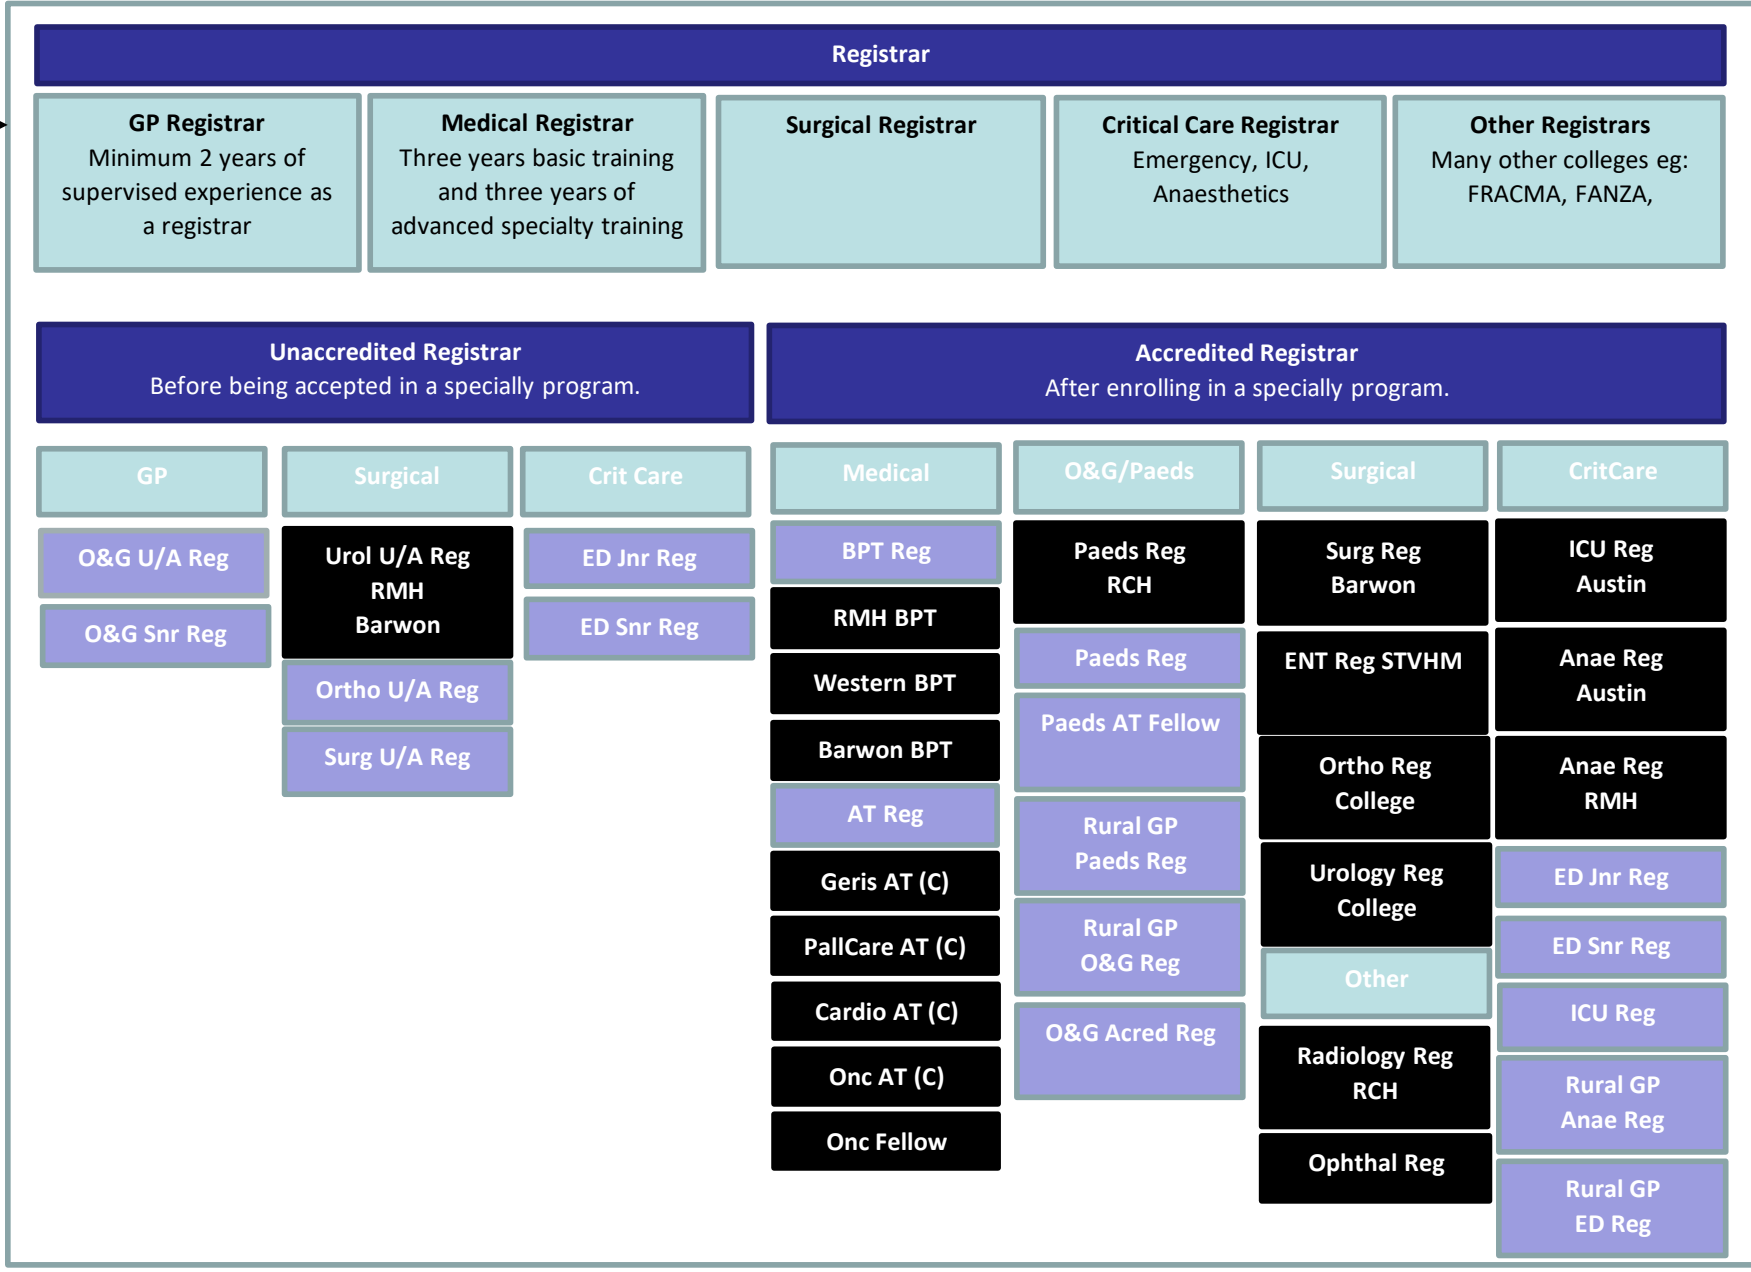 Registrar
GP Registrar
Minimum 2 years of
supervised experience as
a registrar
Medical Registrar
Three years basic training
and three years of
advanced specialty training
Surgical Registrar
Critical Care Registrar
Emergency, ICU,
Anaesthetics
Other Registrars
Many other colleges eg:
FRACMA, FANZA,
Unaccredited Registrar
Before being accepted in a specially program.
Accredited Registrar
After enrolling in a specially program.
GP
O&G U/A Reg
O&G Snr Reg
Surgical
Urol U/A Reg
RMH
Barwon
Ortho U/A Reg
Surg U/A Reg
Crit Care
ED Jnr Reg
ED Snr Reg
Medical
BPT Reg
RMH BPT
Western BPT
Barwon BPT
AT Reg
Geris AT (C)
PallCare AT (C)
Cardio AT (C)
Onc AT (C)
Onc Fellow
O&G/Paeds
Paeds Reg
RCH
Paeds Reg
Paeds AT Fellow
Rural GP
Paeds Reg
Rural GP
O&G Reg
O&G Acred Reg
Surgical
Surg Reg
Barwon
ENT Reg STVHM
Ortho Reg
College
Urology Reg
College
Other
Radiology Reg
RCH
Ophthal Reg
CritCare
ICU Reg
Austin
Anae Reg
Austin
Anae Reg
RMH
ED Jnr Reg
ED Snr Reg
ICU Reg
Rural GP
Anae Reg
Rural GP
ED Reg